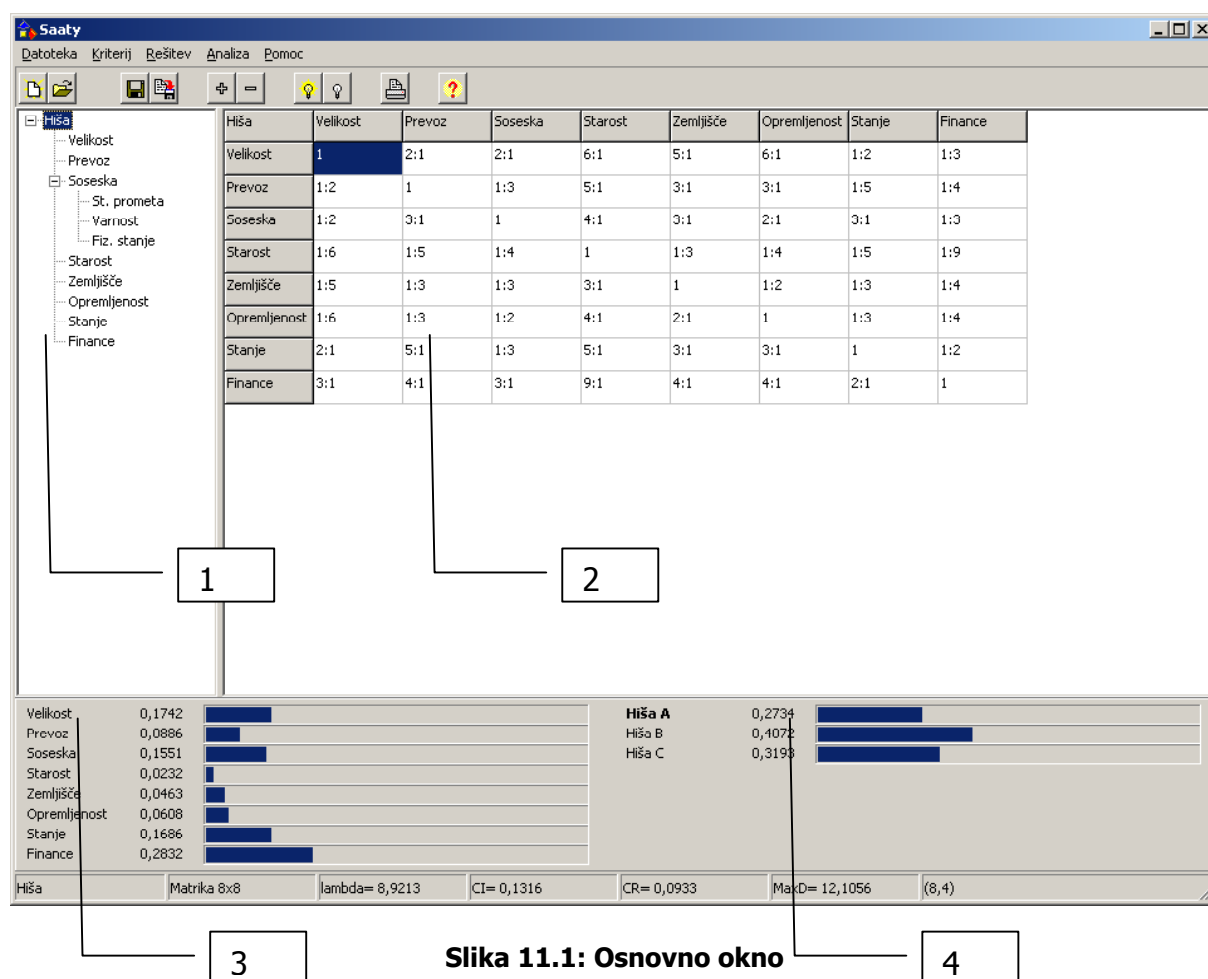 Saaty
Datoteka Kriterij Rešitev Analiza Pomoc
Hiša
Velikost
Prevoz
Soseska
St. prometa
Varnost
Fiz. stanje
Starost
Zemljišče
Opremljenost
Stanje
Finance
Hiša Velikost Prevoz Soseska Starost Zemljišče Opremljenost Stanje Finance
Velikost 1 2:1 2:1 6:1 5:1 6:1 1:2 1:3
Prevoz 1:2 1 1:3 5:1 3:1 3:1 1:5 1:4
Soseska 1:2 3:1 1 4:1 3:1 2:1 3:1 1:3
Starost 1:6 1:5 1:4 1 1:3 1:4 1:5 1:9
Zemljišče 1:5 1:3 1:3 3:1 1 1:2 1:3 1:4
Opremljenost 1:6 1:3 1:2 4:1 2:1 1 1:3 1:4
Stanje 2:1 5:1 1:3 5:1 3:1 3:1 1 1:2
Finance 3:1 4:1 3:1 9:1 4:1 4:1 2:1 1
1
2
Velikost 0,1742
Prevoz 0,0886
Soseska 0,1551
Starost 0,0232
Zemljišče 0,0463
Opremljenost 0,0608
Stanje 0,1686
Finance 0,2832
Hiša A 0,2734
Hiša B 0,4072
Hiša C 0,3193
Hiša Matrika 8x8 lambda= 8,9213 CI= 0,1316 CR= 0,0933 MaxD= 12,1056 (8,4)
3
Slika 11.1: Osnovno okno
4